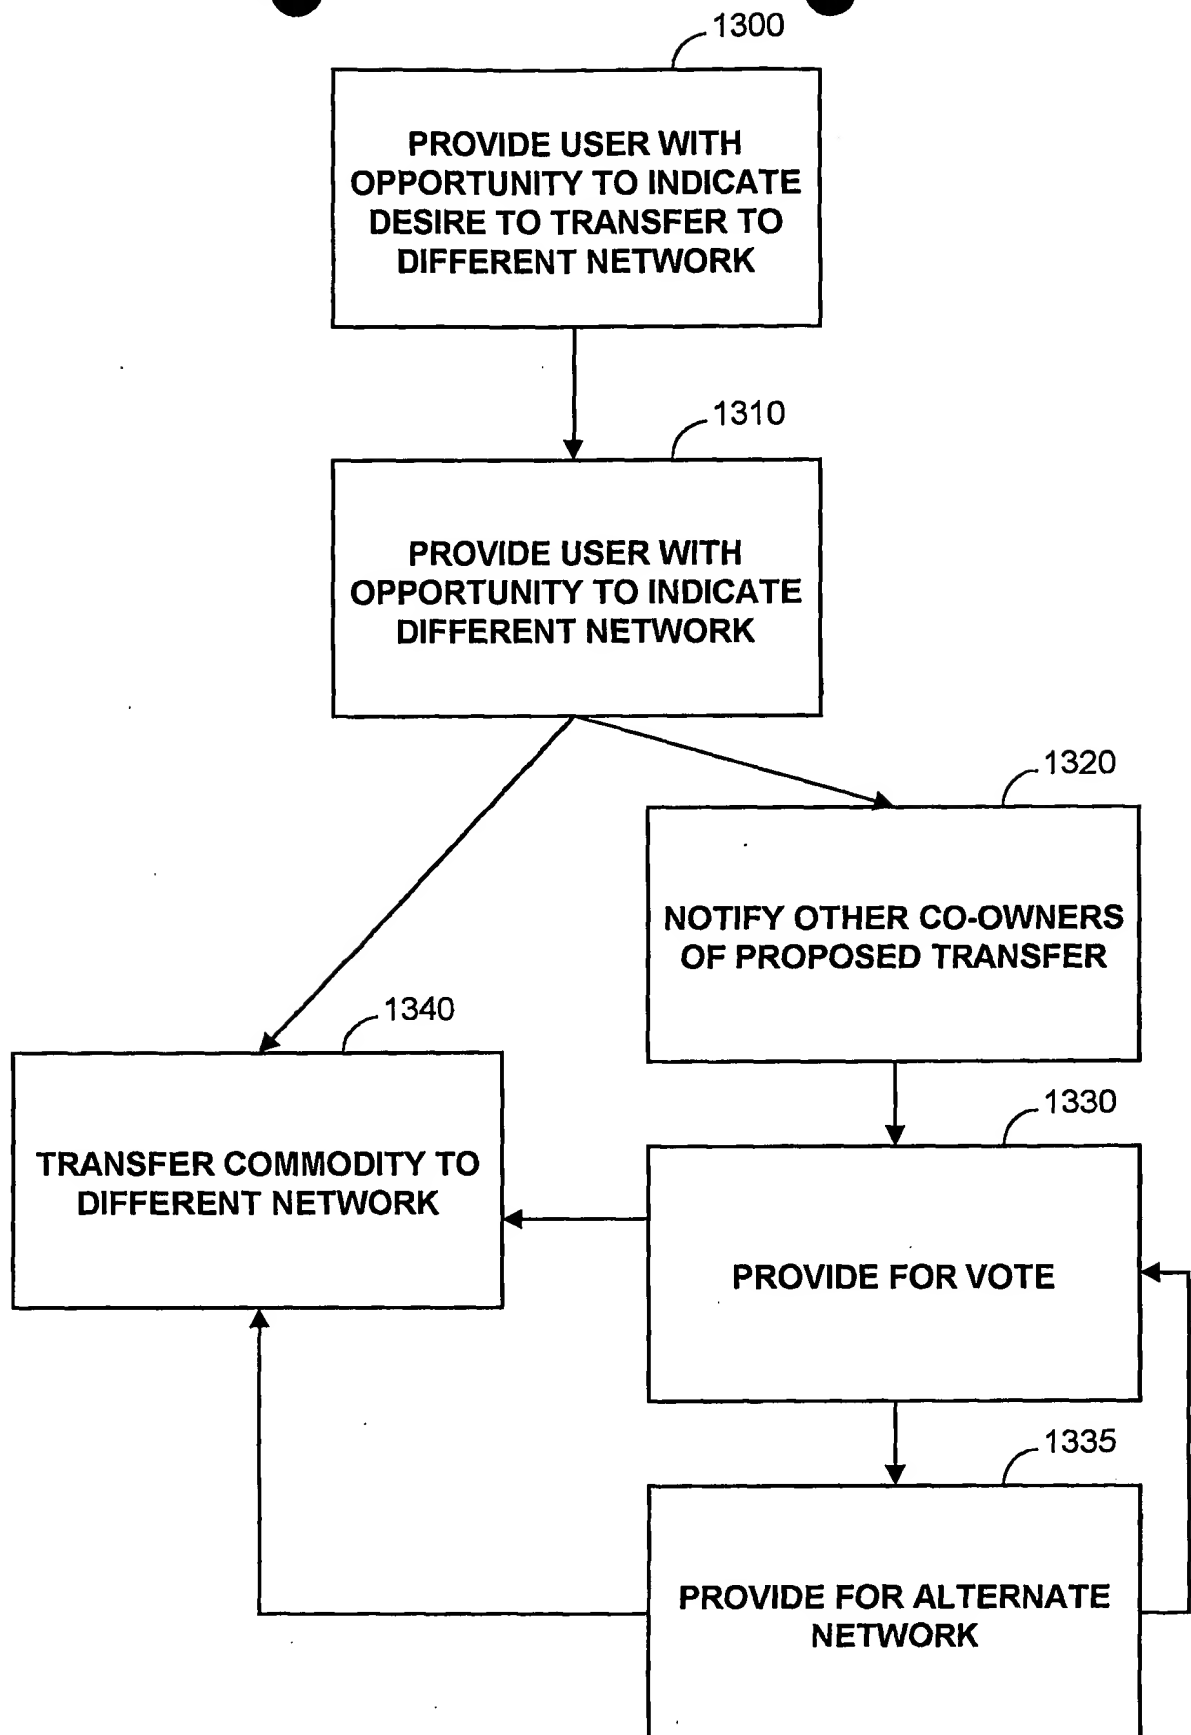 1300
PROVIDE USER WITH
OPPORTUNITY TO INDICATE
DESIRE TO TRANSFER TO
DIFFERENT NETWORK
1310
PROVIDE USER WITH
OPPORTUNITY TO INDICATE
DIFFERENT NETWORK
1320
NOTIFY OTHER CO-OWNERS
OF PROPOSED TRANSFER
1340
TRANSFER COMMODITY TO
DIFFERENT NETWORK
1330
PROVIDE FOR VOTE
1335
PROVIDE FOR ALTERNATE
NETWORK